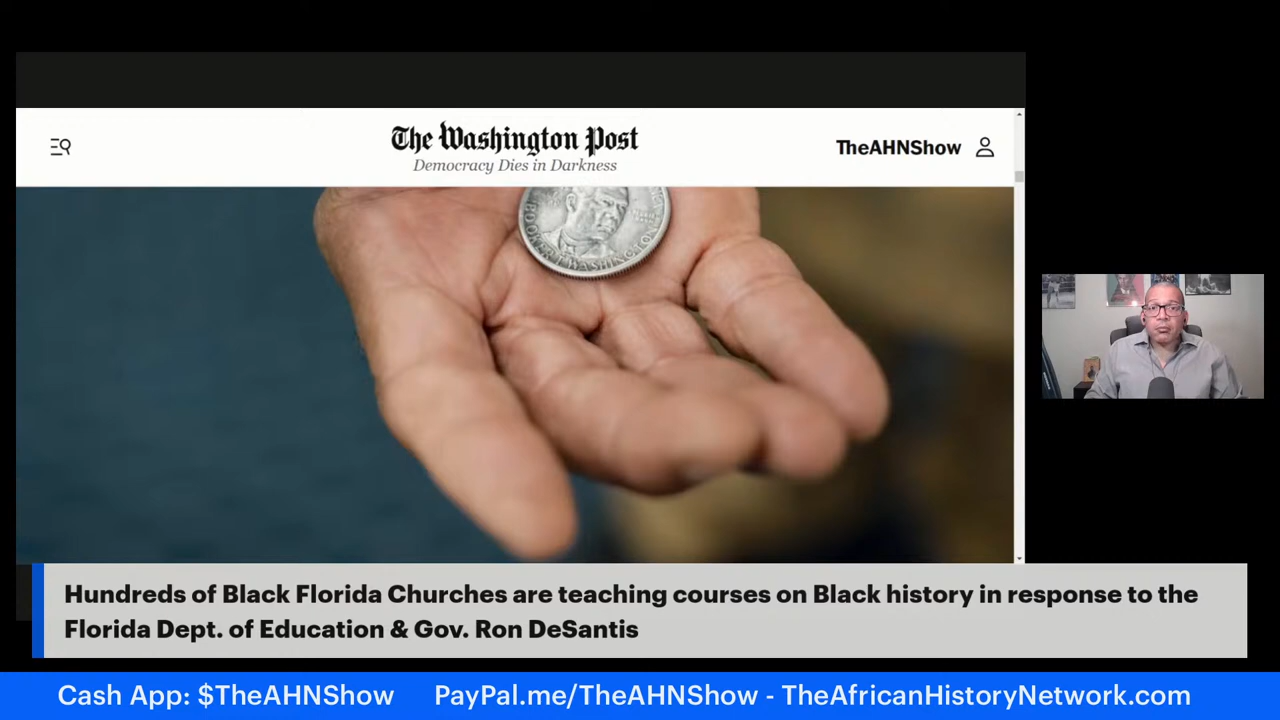 The Washington Post
Democracy Dies in Darkness
TheAHNShow
BOOKER T. WASHINGTON
Hundreds of Black Florida Churches are teaching courses on Black history in response to the
Florida Dept. of Education & Gov. Ron DeSantis
Cash App: $TheAHNShow PayPal.me/TheAHNShow - TheAfricanHistoryNetwork.com